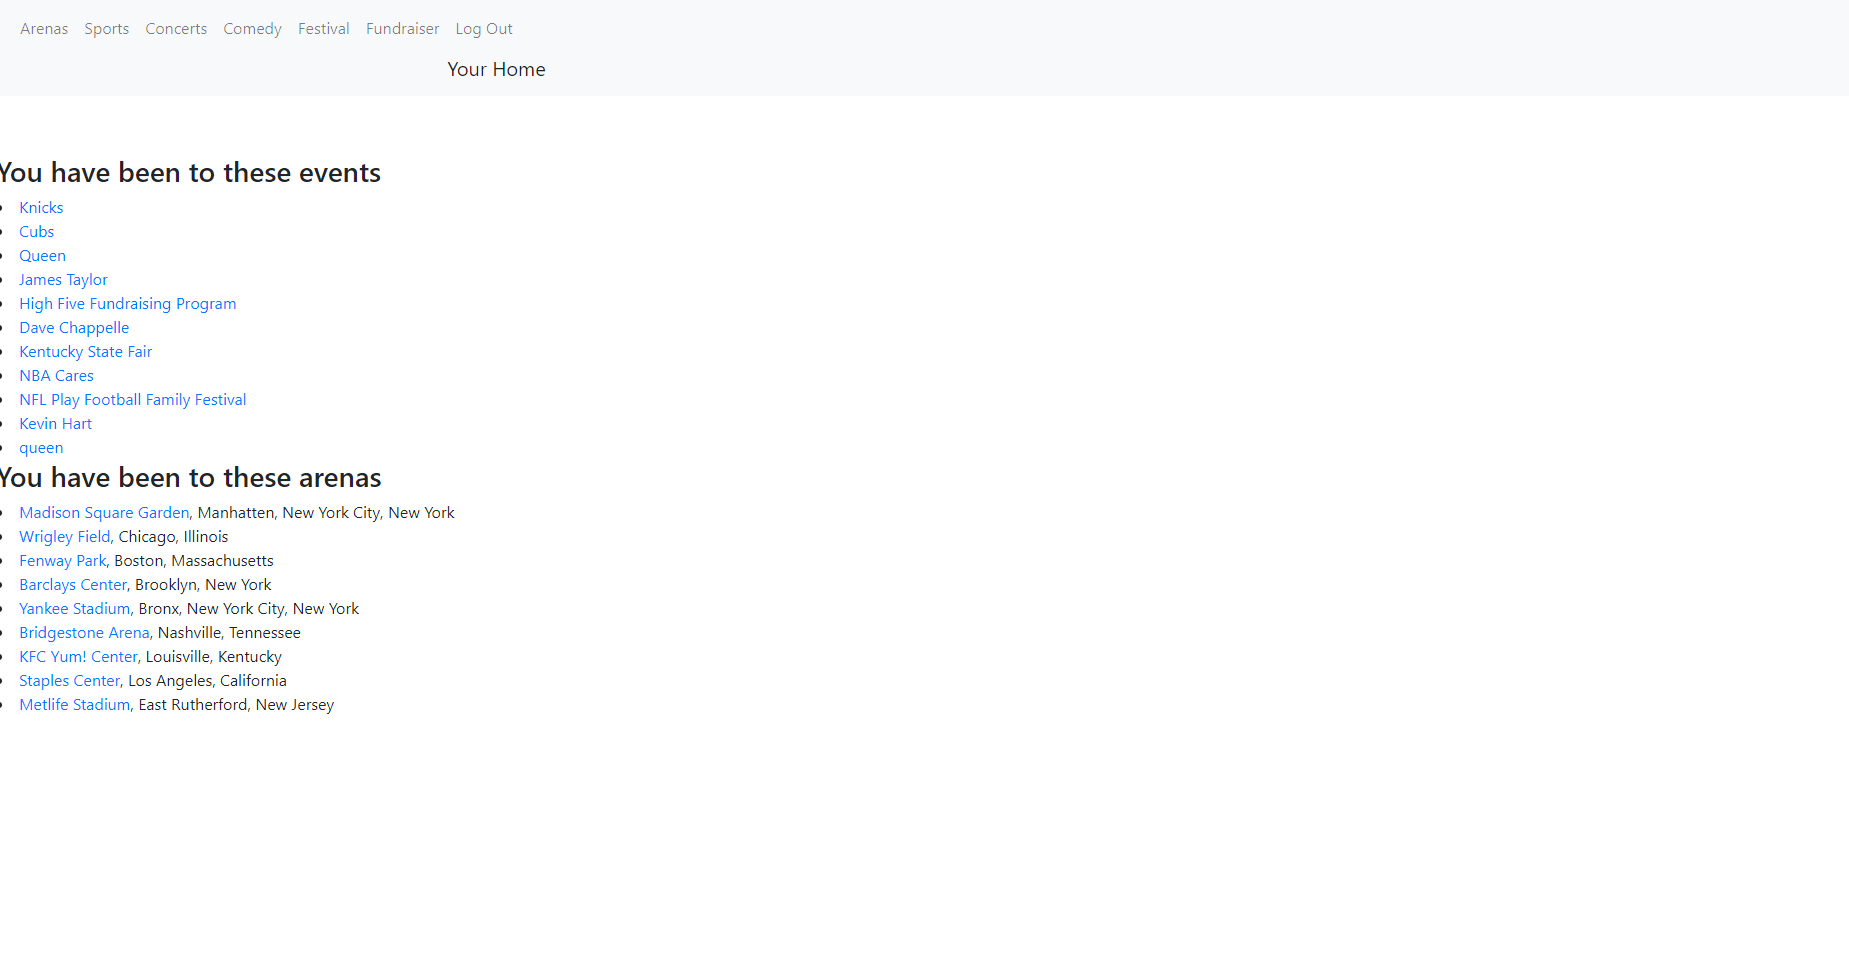 Arenas Sports Concerts Comedy Festival Fundraiser Log Out
Your Home
You have been to these events
Knicks
Cubs
Queen
James Taylor
High Five Fundraising Program
Dave Chappelle
Kentucky State Fair
NBA Cares
NFL Play Football Family Festival
Kevin Hart
queen
You have been to these arenas
Madison Square Garden, Manhatten, New York City, New York
Wrigley Field, Chicago, Illinois
Fenway Park, Boston, Massachusetts
Barclays Center, Brooklyn, New York
Yankee Stadium, Bronx, New York City, New York
Bridgestone Arena, Nashville, Tennessee
KFC Yum! Center, Louisville, Kentucky
Staples Center, Los Angeles, California
Metlife Stadium, East Rutherford, New Jersey